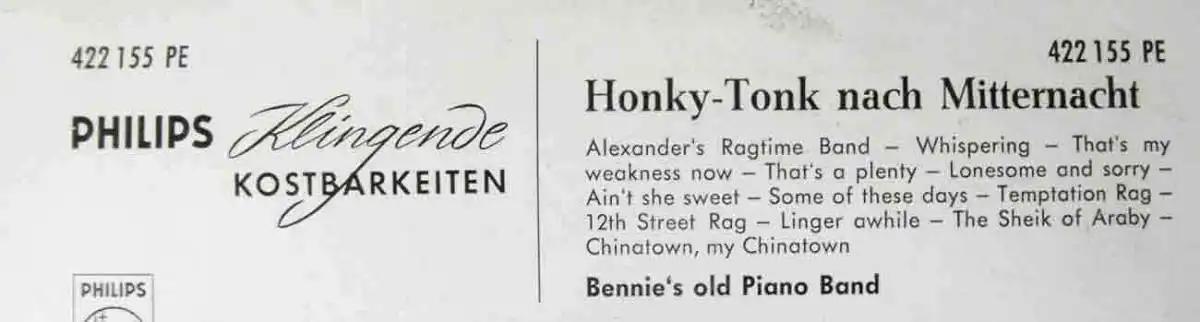 422 155 PE
PHILIPS Klingende
KOSTBARKEITEN
PHILIPS
422 155 PE
Honky-Tonk nach Mitternacht
Alexander's Ragtime Band – Whispering – That's my
weakness now – That's a plenty – Lonesome and sorry –
Ain't she sweet – Some of these days – Temptation Rag –
12th Street Rag – Linger awhile – The Sheik of Araby –
Chinatown, my Chinatown
Bennie's old Piano Band